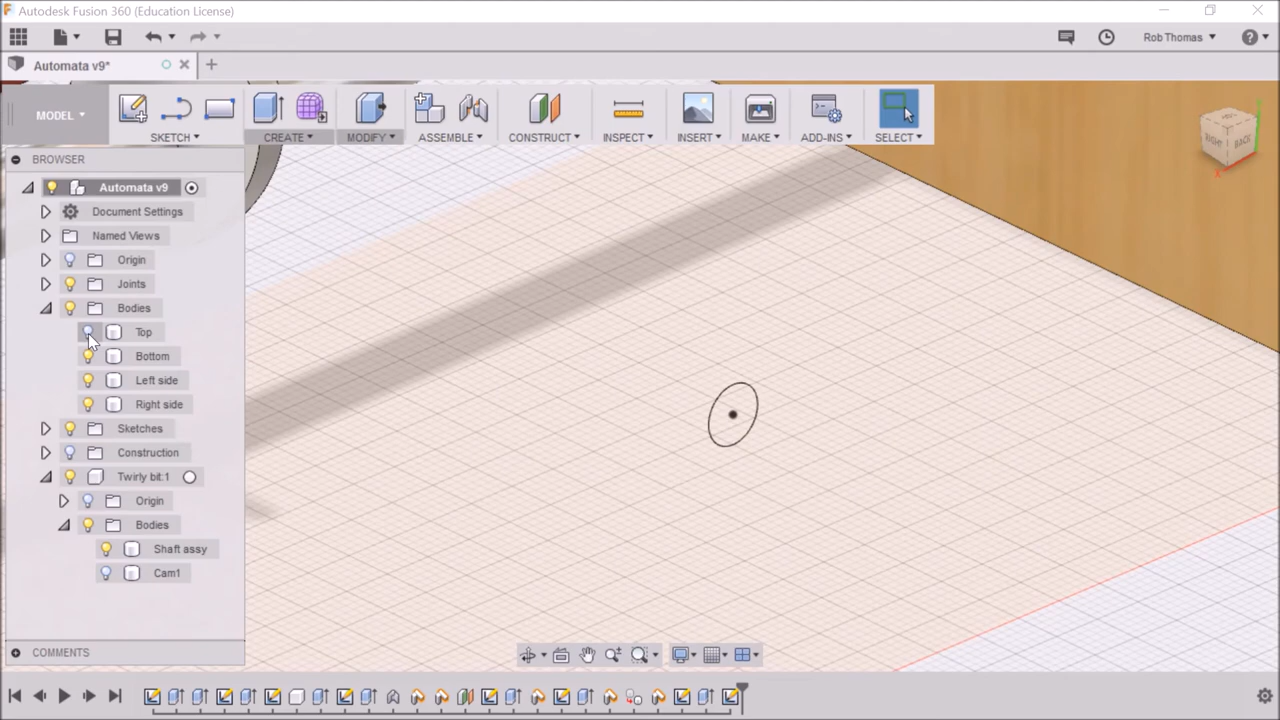 Autodesk Fusion 360 (Education License)
Rob Thomas
Automata v9*
MODEL
SKETCH
CREATE
MODIFY
ASSEMBLE
CONSTRUCT
INSPECT
INSERT
MAKE
ADD-INS
SELECT
RIGHT
BACK
X
BROWSER
Automata v9
Document Settings
Named Views
Origin
Joints
Bodies
Top
Bottom
Left side
Right side
Sketches
Construction
Twirly bit:1
Origin
Bodies
Shaft assy
Cam1
COMMENTS